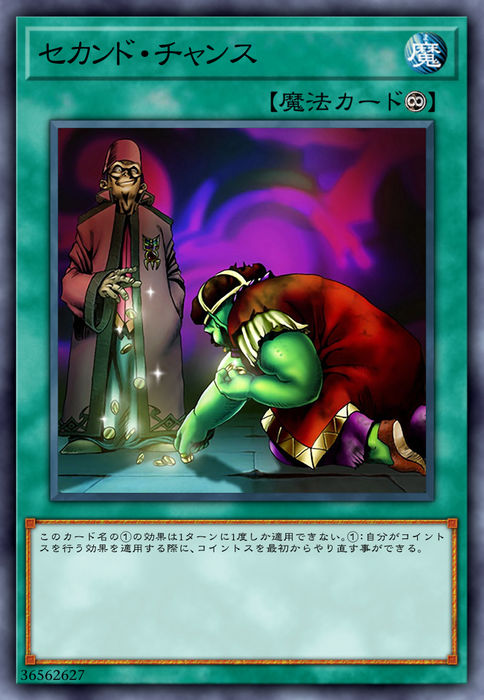 セカンド・チャンス
魔
【魔法カード】
このカード名の①の効果は1ターンに1度しか適用できない。①：自分がコイント
スを行う効果を適用する際に、コイントスを最初からやり直す事ができる。
36562627